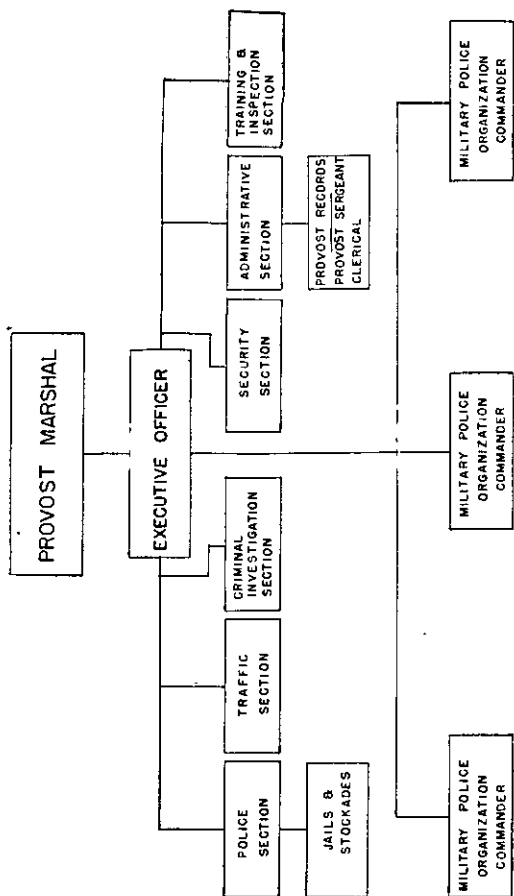 PROVOST MARSHAL
EXECUTIVE OFFICER
POLICE
SECTION
TRAFFIC
SECTION
CRIMINAL
INVESTIGATION
SECTION
SECURITY
SECTION
ADMINISTRATIVE
SECTION
TRAINING &
INSPECTION
SECTION
JAILS &
STOCKADES
PROVOST RECORDS
PROVOST SERGEANT
CLERICAL
MILITARY POLICE
ORGANIZATION
COMMANDER
MILITARY POLICE
ORGANIZATION
COMMANDER
MILITARY POLICE
ORGANIZATION
COMMANDER